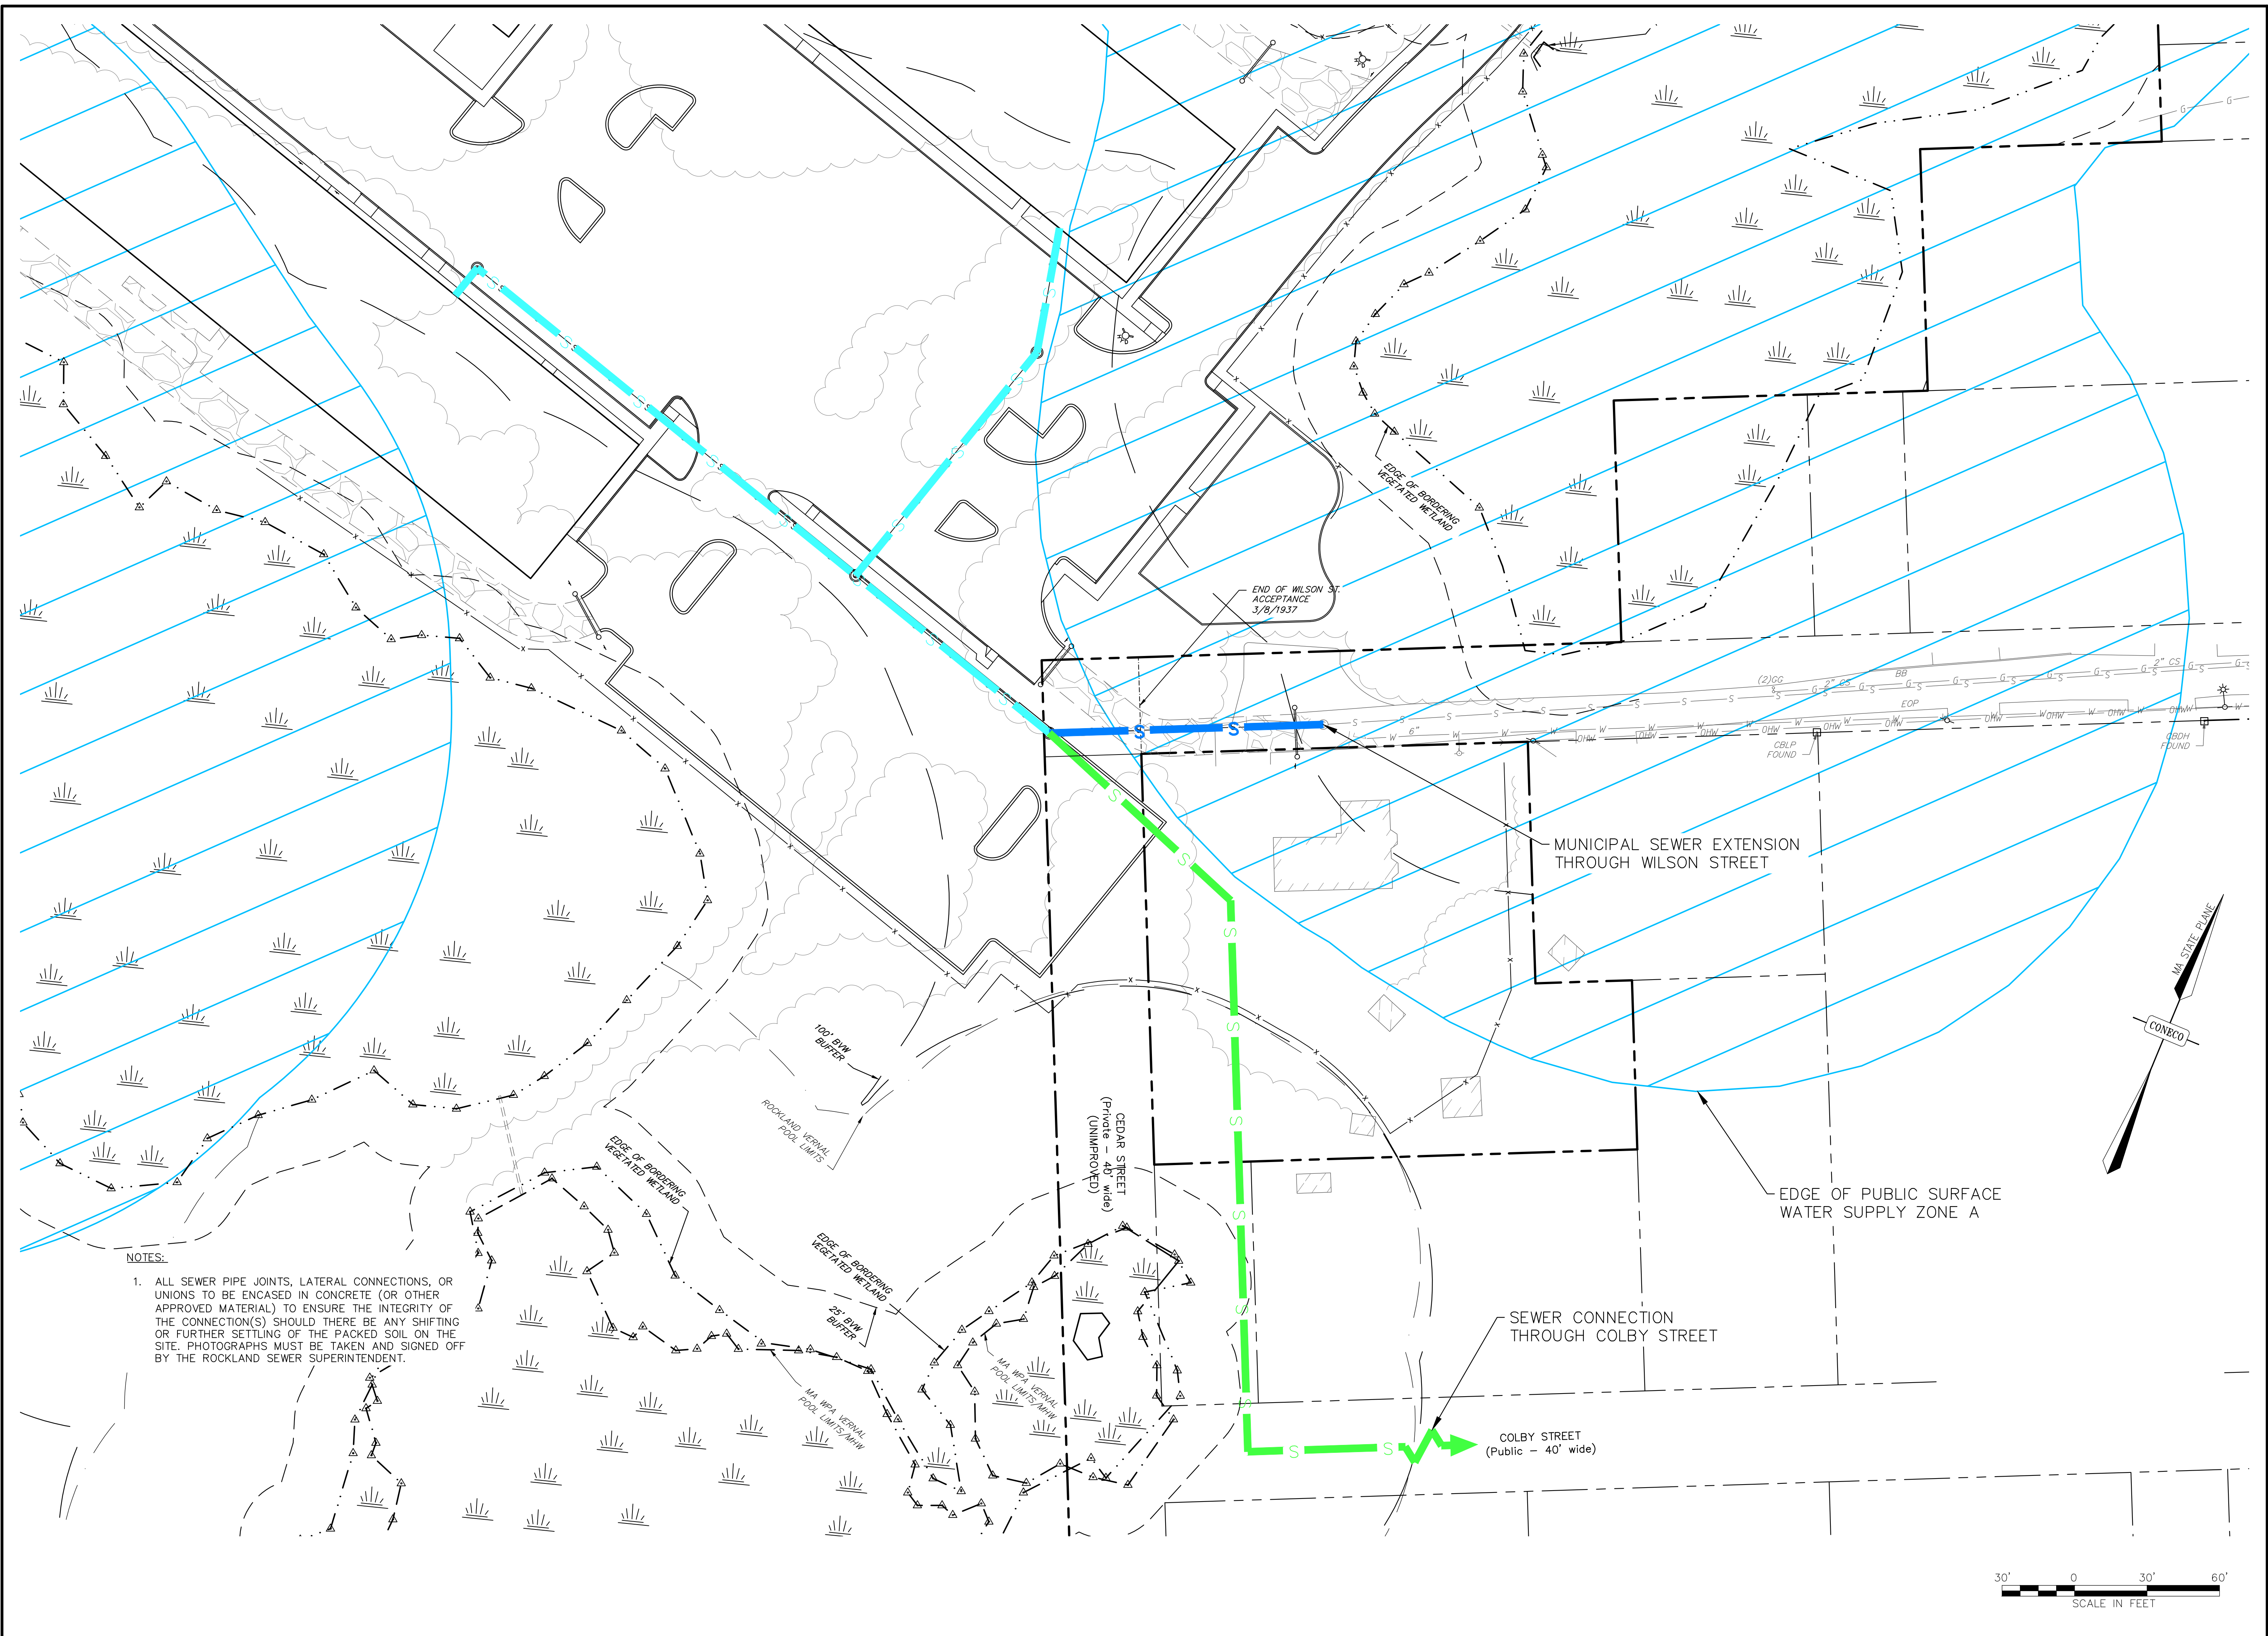 EDGE OF BORDERING
VEGETATED WETLAND
END OF WILSON ST.
ACCEPTANCE
3/8/1937
(2)GG
2" CS
BB
2" CS
EOP
6"
CBLP
FOUND
CBDH
FOUND
MUNICIPAL SEWER EXTENSION
THROUGH WILSON STREET
MA STATE PLANE
CONECO
100' BVW
BUFFER
ROCKLAND VERNAL
POOL LIMITS
CEDAR STREET
(Private - 40' wide)
(UNIMPROVED)
EDGE OF BORDERING
VEGETATED WETLAND
EDGE OF PUBLIC SURFACE
WATER SUPPLY ZONE A
EDGE OF BORDERING
VEGETATED WETLAND
25' BVW
BUFFER
NOTES:
1. ALL SEWER PIPE JOINTS, LATERAL CONNECTIONS, OR
UNIONS TO BE ENCASED IN CONCRETE (OR OTHER
APPROVED MATERIAL) TO ENSURE THE INTEGRITY OF
THE CONNECTION(S) SHOULD THERE BE ANY SHIFTING
OR FURTHER SETTLING OF THE PACKED SOIL ON THE
SITE. PHOTOGRAPHS MUST BE TAKEN AND SIGNED OFF
BY THE ROCKLAND SEWER SUPERINTENDENT.
SEWER CONNECTION
THROUGH COLBY STREET
MA WPA VERNAL
POOL LIMITS/MHW
MA WPA VERNAL
POOL LIMITS/MHW
COLBY STREET
(Public - 40' wide)
30' 0 30' 60'
SCALE IN FEET